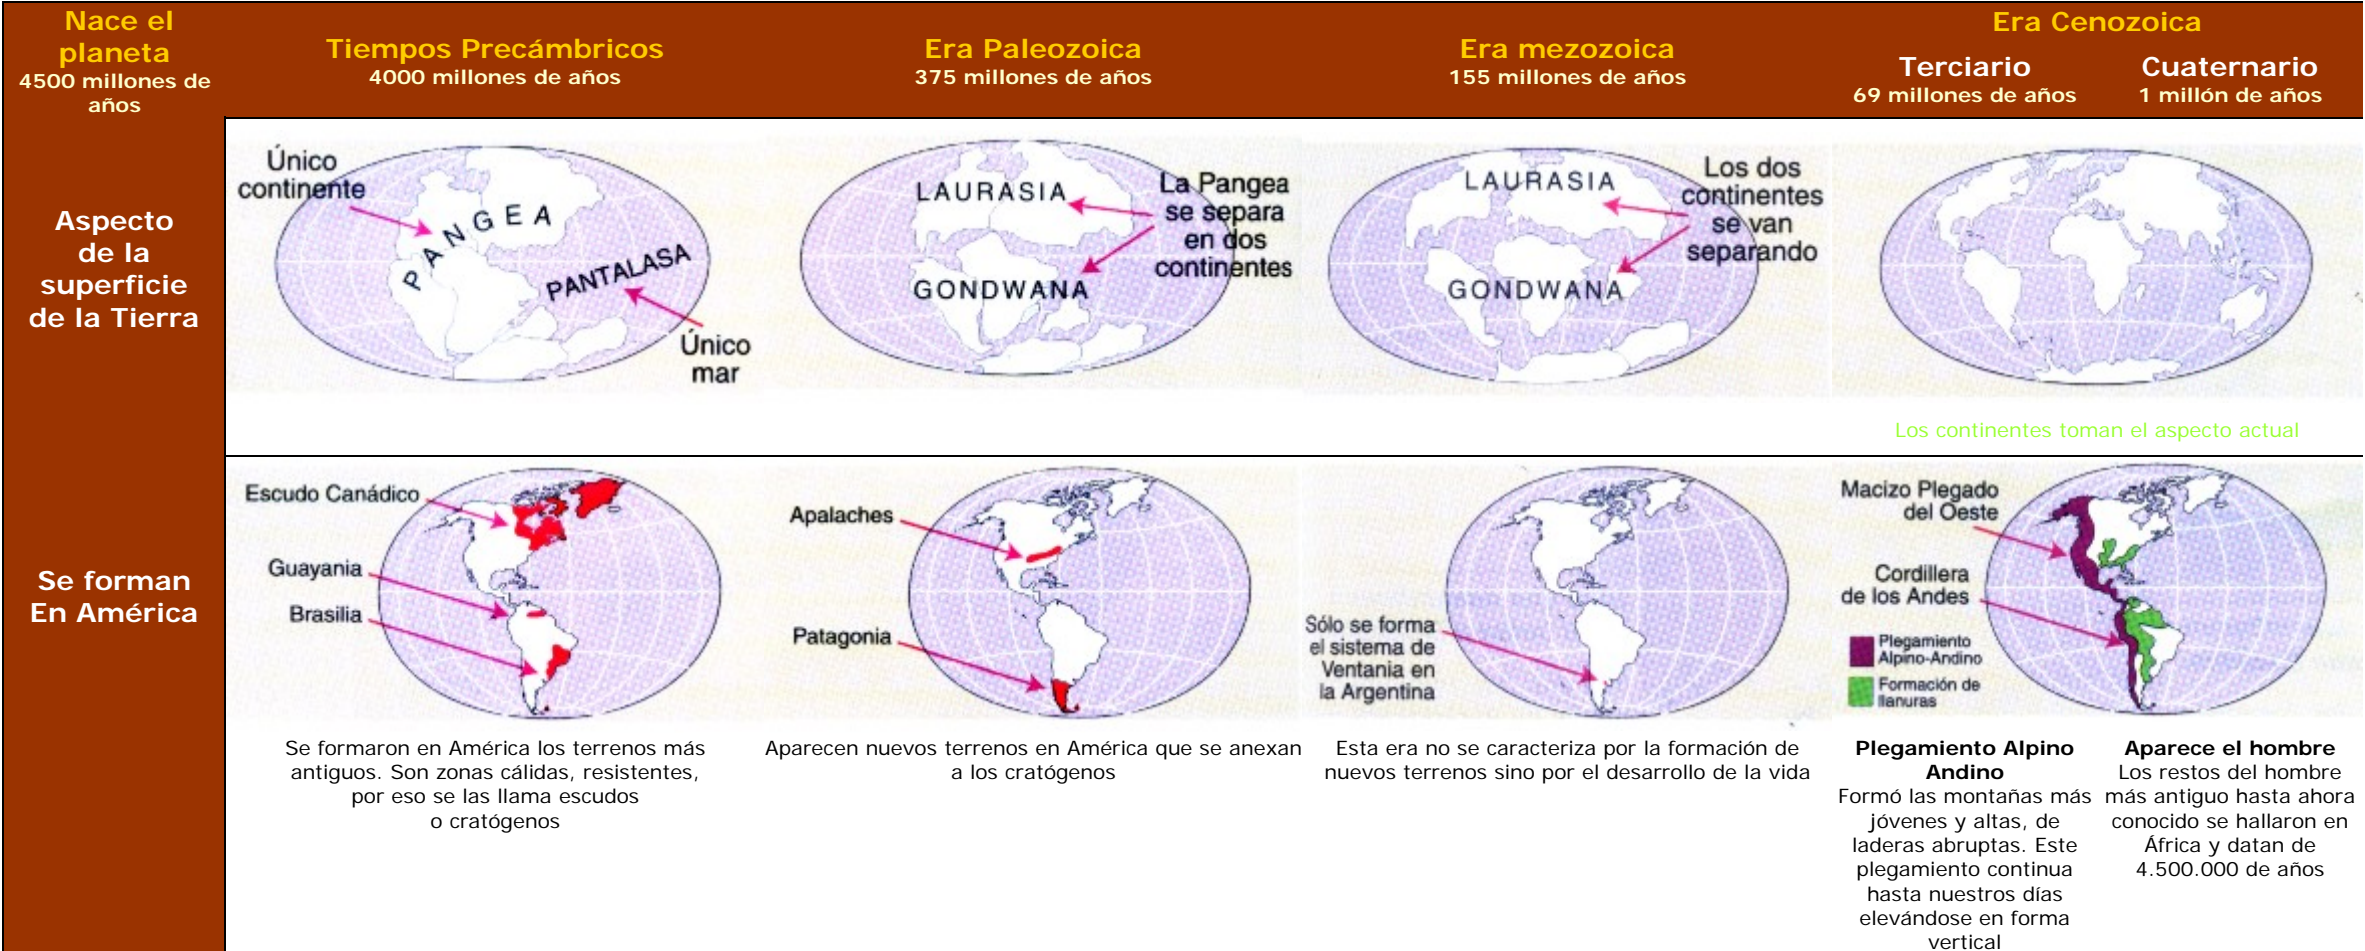 Nace el
planeta
4500 millones de
años
Tiempos Precámbricos
4000 millones de años
Era Paleozoica
375 millones de años
Era mezozoica
155 millones de años
Era Cenozoica
Terciario
69 millones de años
Cuaternario
1 millón de años
Aspecto
de la
superficie
de la Tierra
Único
continente
PANGEA
PANTALASA
Único
mar
LAURASIA
GONDWANA
La Pangea
se separa
en dos
continentes
LAURASIA
GONDWANA
Los dos
continentes
se van
separando
Los continentes toman el aspecto actual
Se forman
En América
Escudo Canádico
Guayania
Brasilia
Se formaron en América los terrenos más
antiguos. Son zonas cálidas, resistentes,
por eso se las llama escudos
o cratógenos
Apalaches
Patagonia
Aparecen nuevos terrenos en América que se anexan
a los cratógenos
Sólo se forma
el sistema de
Ventania en
la Argentina
Esta era no se caracteriza por la formación de
nuevos terrenos sino por el desarrollo de la vida
Macizo Plegado
del Oeste
Cordillera
de los Andes
Plegamiento
Alpino-Andino
Formación de
llanuras
Plegamiento Alpino
Andino
Formó las montañas más
jóvenes y altas, de
laderas abruptas. Este
plegamiento continua
hasta nuestros días
elevándose en forma
vertical
Aparece el hombre
Los restos del hombre
más antiguo hasta ahora
conocido se hallaron en
África y datan de
4.500.000 de años